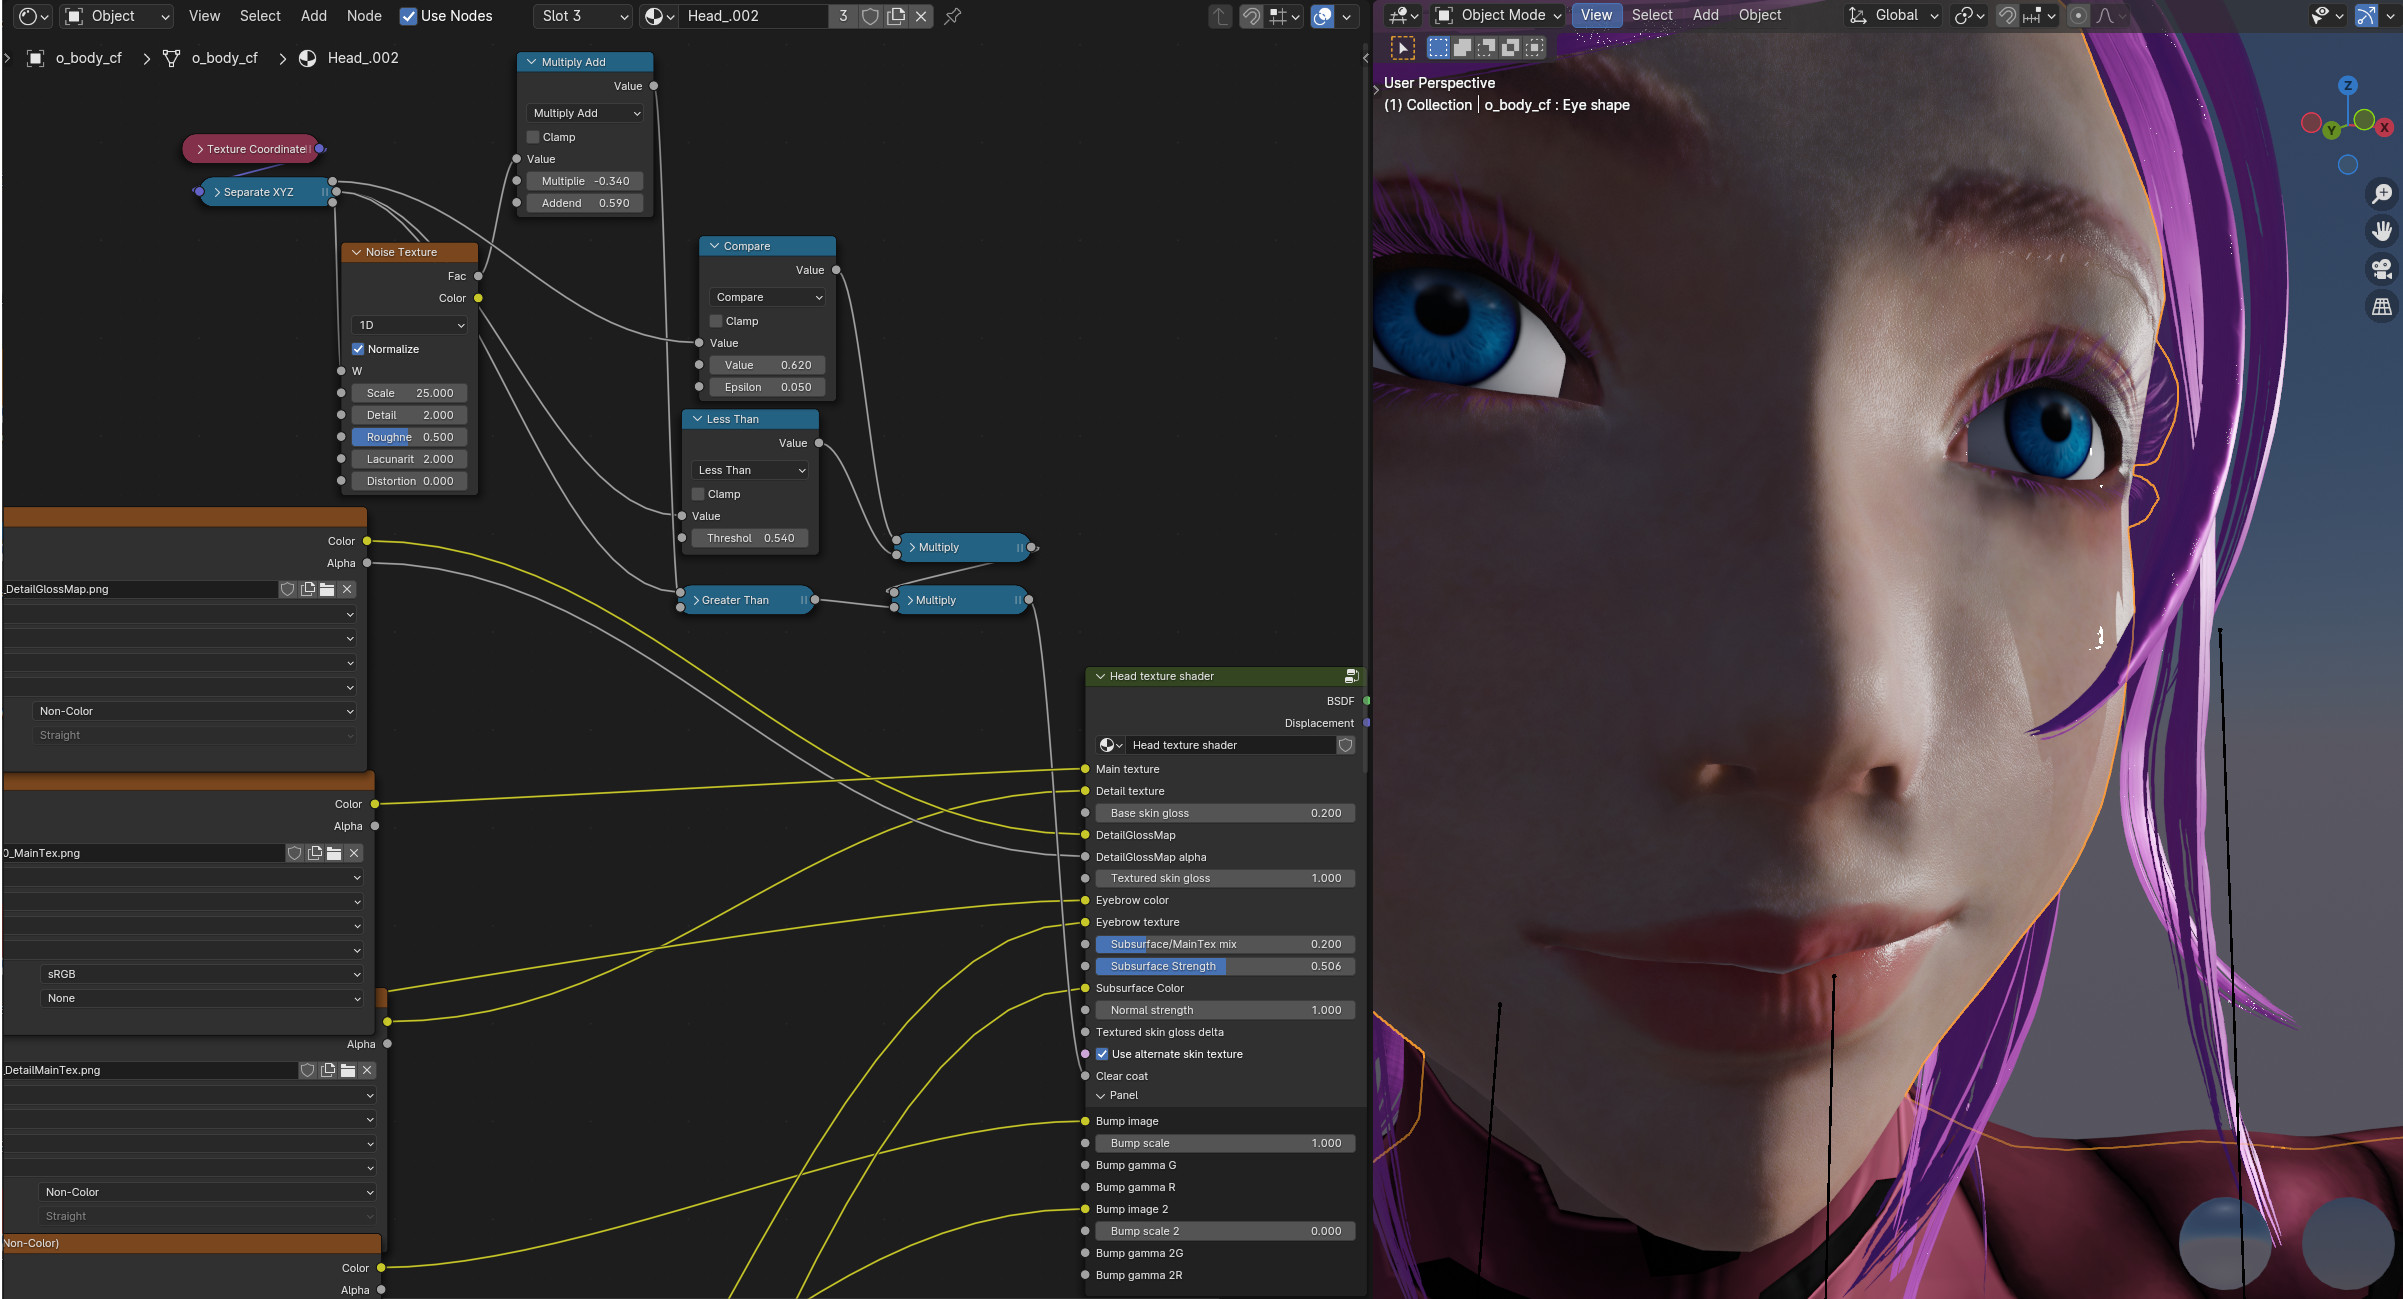 Object
View
Select
Add
Node
Use Nodes
Slot 3
Head_.002
3
o_body_cf
o_body_cf
Head_.002
Multiply Add
Value
Multiply Add
Clamp
Value
Multiplie -0.340
Addend 0.590
Texture Coordinate
Separate XYZ
Noise Texture
Fac
Color
1D
Normalize
W
Scale 25.000
Detail 2.000
Roughne 0.500
Lacunarit 2.000
Distortion 0.000
Compare
Value
Compare
Clamp
Value
Value 0.620
Epsilon 0.050
Less Than
Value
Less Than
Clamp
Value
Threshol 0.540
Multiply
Greater Than
Multiply
Color
Alpha
_DetailGlossMap.png
Non-Color
Straight
Color
Alpha
0_MainTex.png
sRGB
None
Alpha
_DetailMainTex.png
Non-Color
Straight
Non-Color)
Color
Alpha
Head texture shader
BSDF
Displacement
Head texture shader
Main texture
Detail texture
Base skin gloss 0.200
DetailGlossMap
DetailGlossMap alpha
Textured skin gloss 1.000
Eyebrow color
Eyebrow texture
Subsurface/MainTex mix 0.200
Subsurface Strength 0.506
Subsurface Color
Normal strength 1.000
Textured skin gloss delta
Use alternate skin texture
Clear coat
Panel
Bump image
Bump scale 1.000
Bump gamma G
Bump gamma R
Bump image 2
Bump scale 2 0.000
Bump gamma 2G
Bump gamma 2R
Object Mode
View
Select
Add
Object
Global
User Perspective
(1) Collection | o_body_cf : Eye shape
Z
Y
X